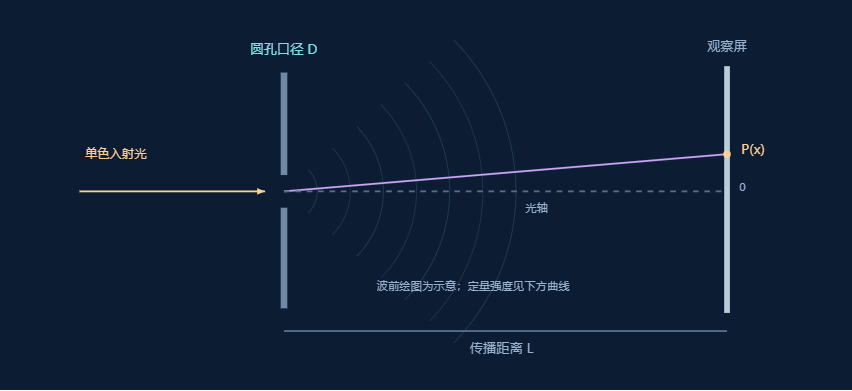 观察屏
圆孔口径 D
单色入射光
P(x)
0
光轴
波前绘图为示意；定量强度见下方曲线
传播距离 L